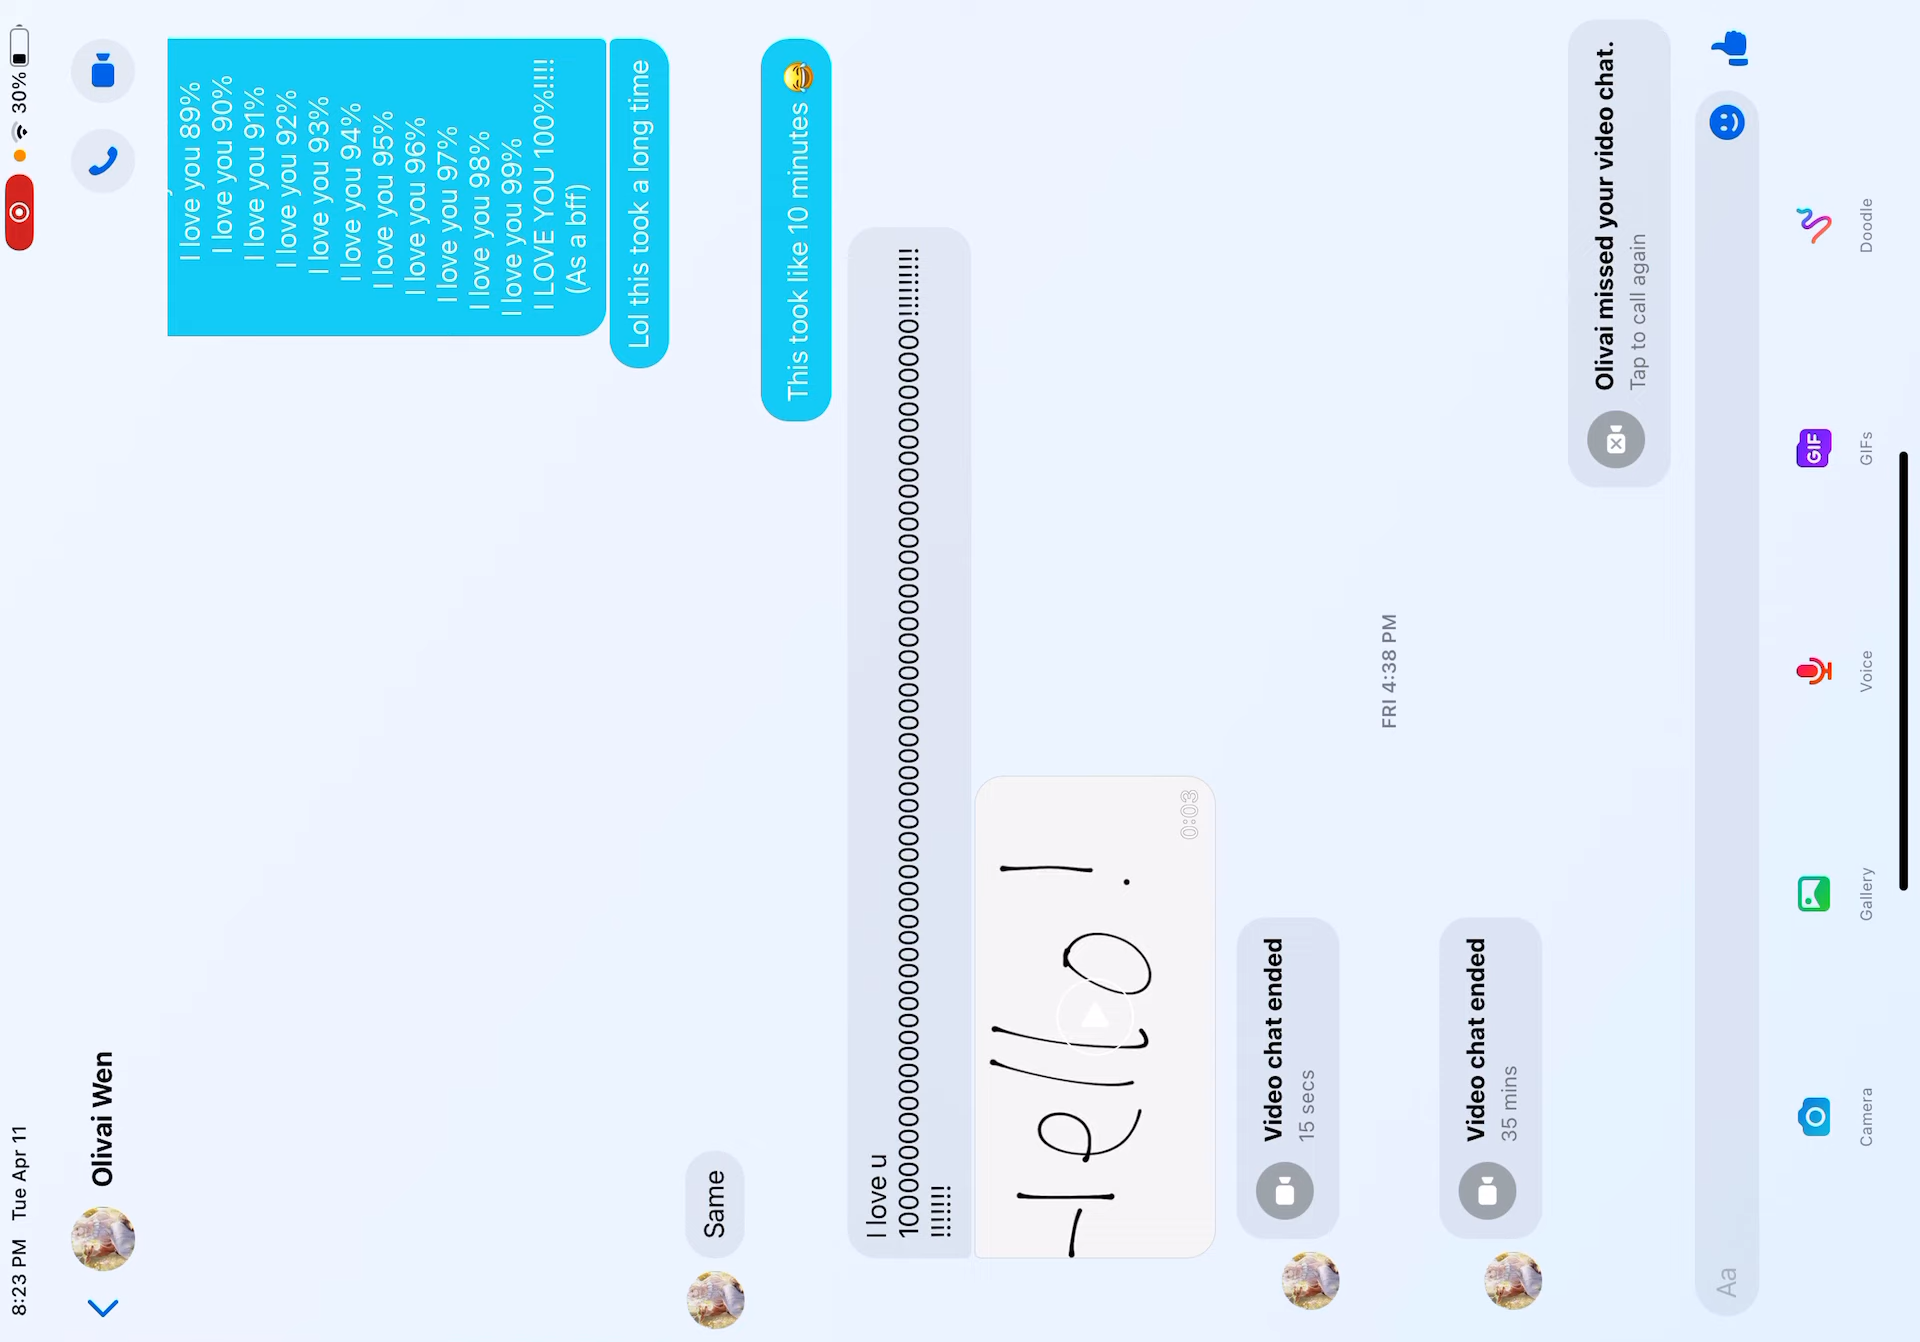 8:23 PM Tue Apr 11
30%
Olivai Wen
I love you 89%
I love you 90%
I love you 91%
I love you 92%
I love you 93%
I love you 94%
I love you 95%
I love you 96%
I love you 97%
I love you 98%
I love you 99%
I LOVE YOU 100%!!!!
(As a bff)
Lol this took a long time
Same
This took like 10 minutes 😂
I love u
1000000000000000000000000000000000000000000000000000000!!!!!!!!!
!!!!!!!
Hello!
0:03
Video chat ended
15 secs
FRI 4:38 PM
Video chat ended
35 mins
Olivai missed your video chat.
Tap to call again
Aa
Camera
Gallery
Voice
GIF
GIFs
Doodle